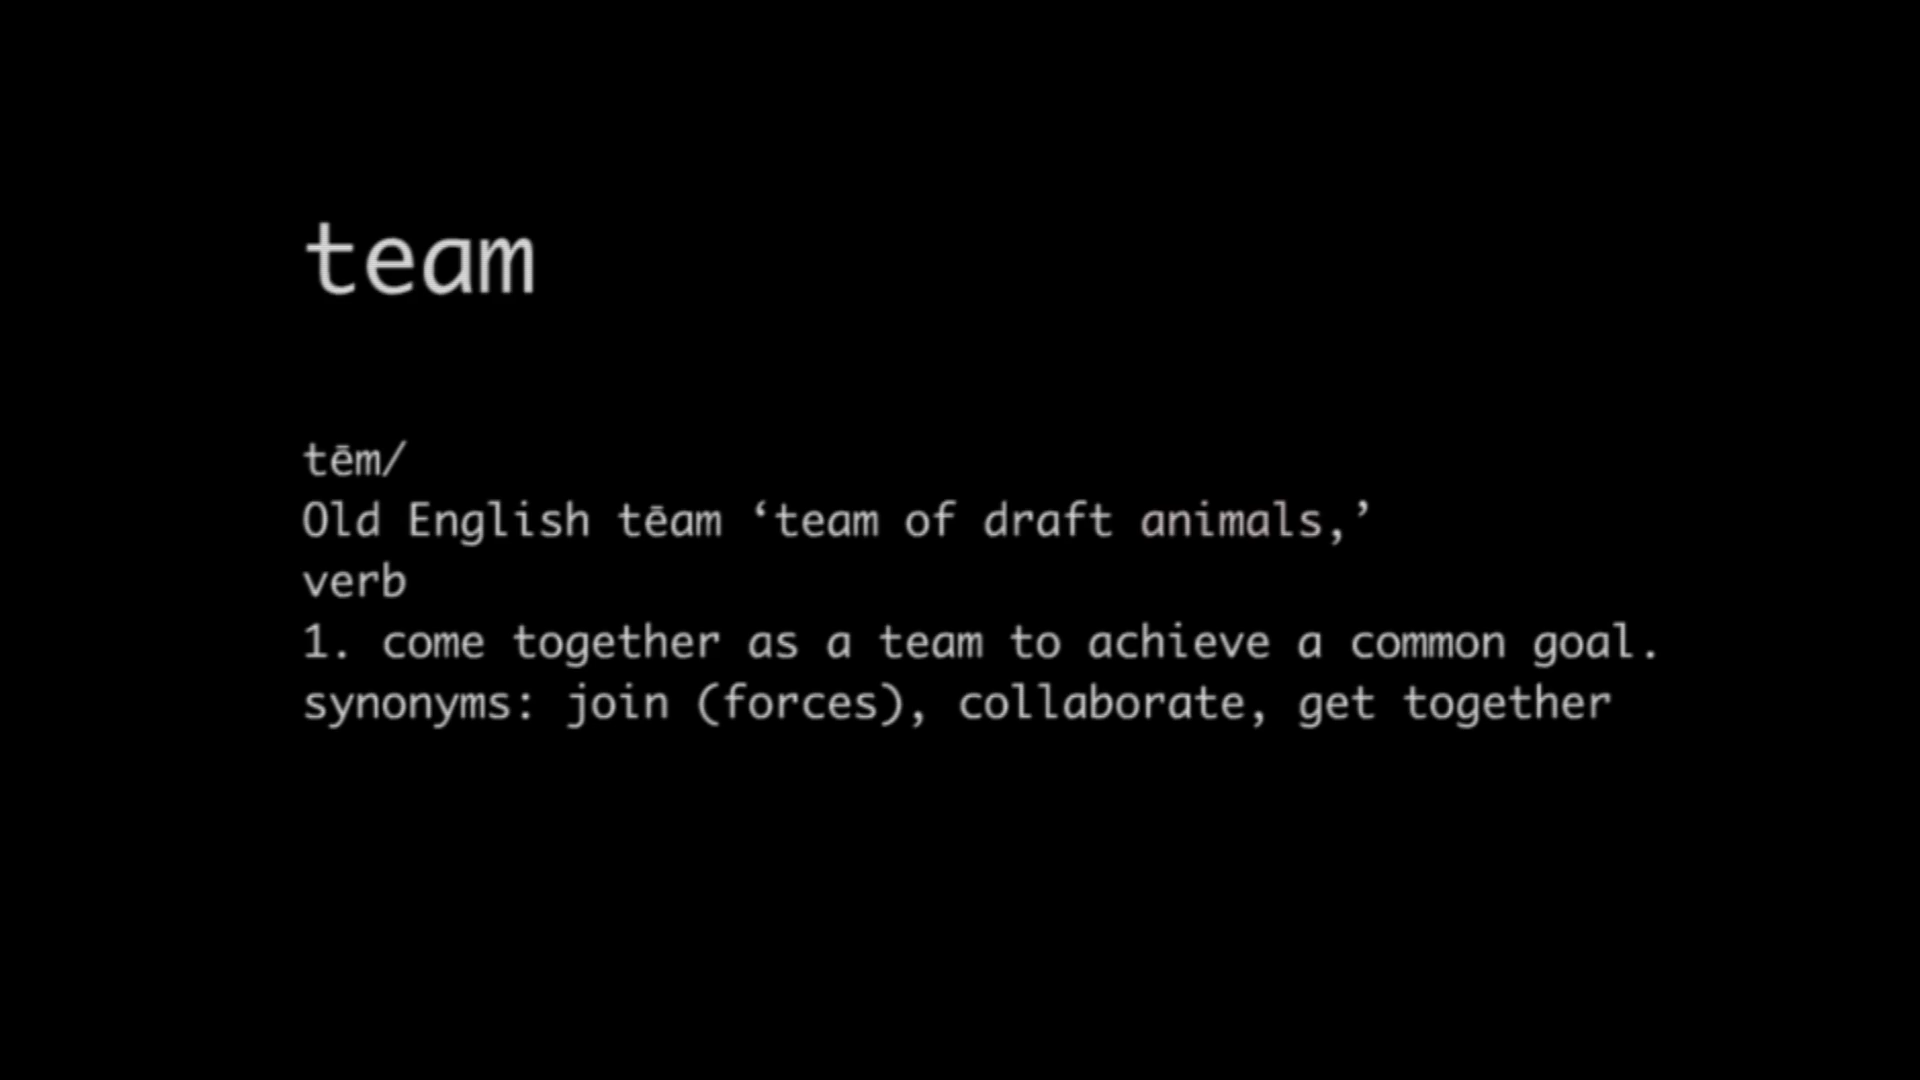 team
tēm/
Old English tēam ‘team of draft animals,’
verb
1. come together as a team to achieve a common goal.
synonyms: join (forces), collaborate, get together